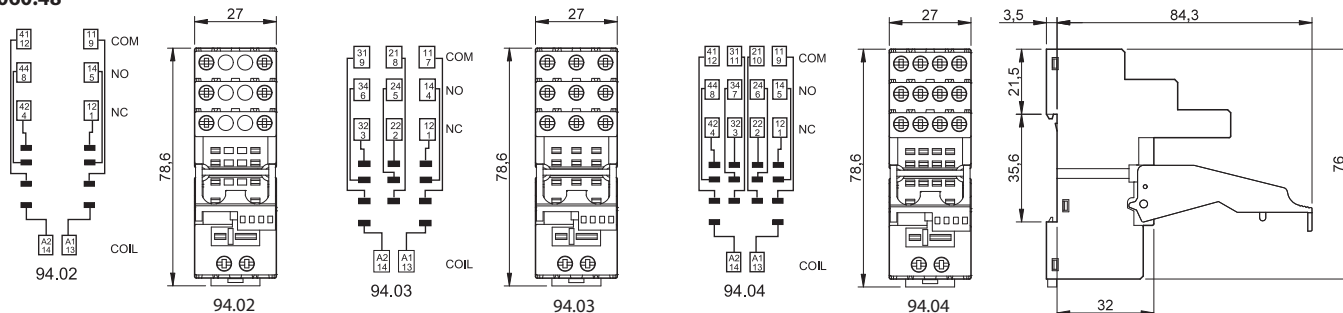 060.48
41 12
11 9
COM
44 8
14 5
NO
42 4
12 1
NC
A2 14
A1 13
COIL
94.02
27
78,6
94.02
31 9
21 8
11 7
COM
34 6
24 5
14 4
NO
32 3
22 2
12 1
NC
A2 14
A1 13
COIL
94.03
27
78,6
94.03
41 12
31 11
21 10
11 9
COM
44 8
34 7
24 6
14 5
NO
42 4
32 3
22 2
12 1
NC
A2 14
A1 13
COIL
94.04
27
78,6
94.04
3,5
84,3
21,5
35,6
32